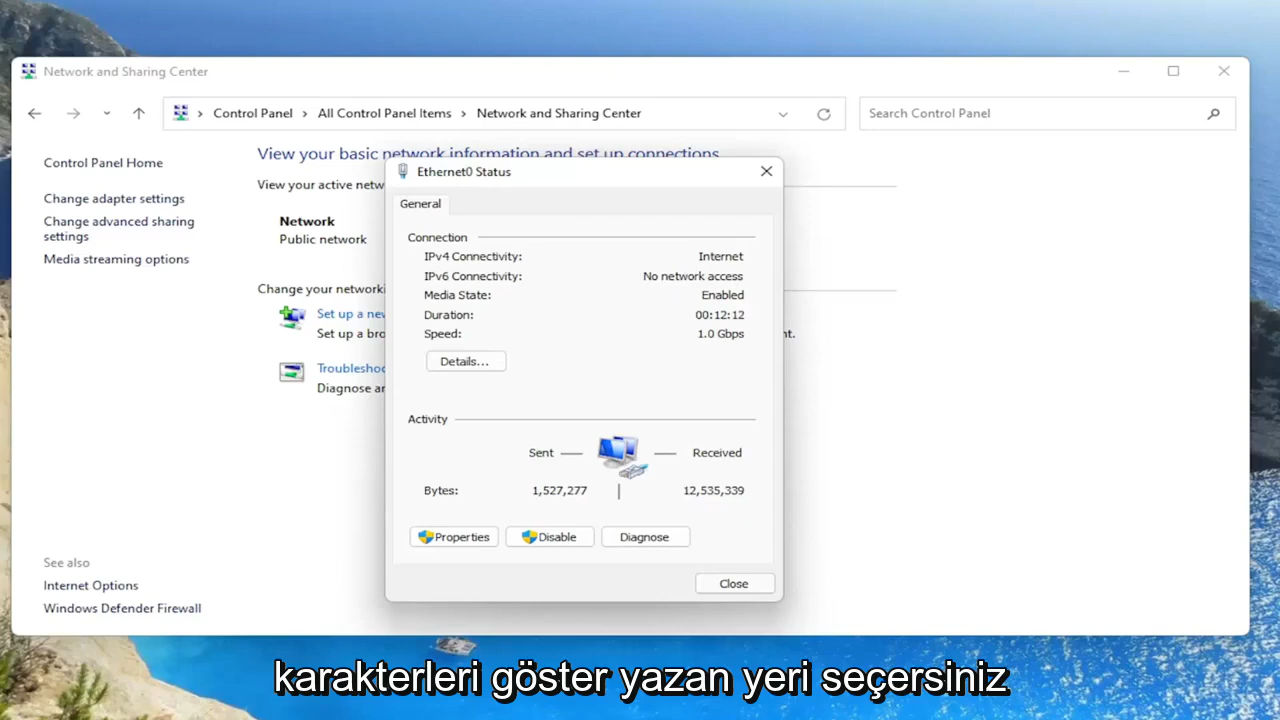 Network and Sharing Center
Control Panel > All Control Panel Items > Network and Sharing Center
Search Control Panel
Control Panel Home
Change adapter settings
Change advanced sharing
settings
Media streaming options
See also
Internet Options
Windows Defender Firewall
View your basic network information and set up connections
View your active netw
Network
Public network
Change your networki
Set up a new
Set up a bro
nt.
Troubleshoo
Diagnose an
Ethernet0 Status
General
Connection
IPv4 Connectivity: Internet
IPv6 Connectivity: No network access
Media State: Enabled
Duration: 00:12:12
Speed: 1.0 Gbps
Details...
Activity
Sent — — Received
Bytes: 1,527,277 | 12,535,339
Properties Disable Diagnose
Close
karakterleri göster yazan yeri seçersiniz